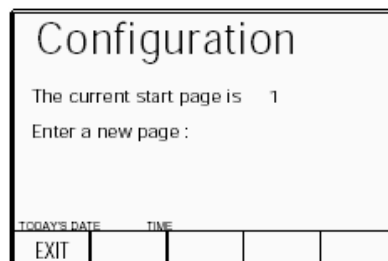 Configuration
The current start page is 1
Enter a new page :
TODAY'S DATE TIME
EXIT